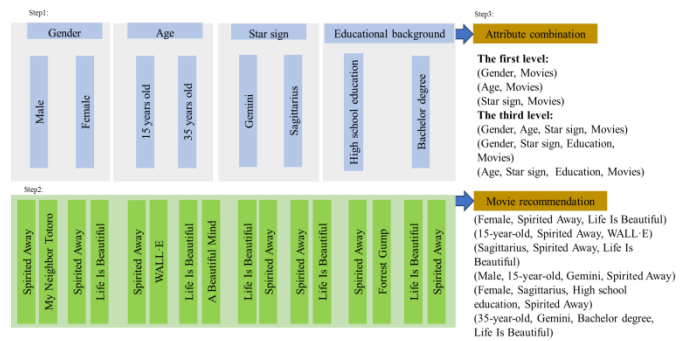 Step1:
Gender
Age
Star sign
Educational background
Male
Female
15 years old
35 years old
Gemini
Sagittarius
High school education
Bachelor degree
Step2:
Spirited Away
My Neighbor Totoro
Spirited Away
Life Is Beautiful
Spirited Away
WALL·E
Life Is Beautiful
A Beautiful Mind
Life Is Beautiful
Spirited Away
Spirited Away
Life Is Beautiful
Spirited Away
Forrest Gump
Life Is Beautiful
Spirited Away
Step3:
Attribute combination
The first level:
(Gender, Movies)
(Age, Movies)
(Star sign, Movies)
The third level:
(Gender, Age, Star sign, Movies)
(Gender, Star sign, Education,
Movies)
(Age, Star sign, Education, Movies)
Movie recommendation
(Female, Spirited Away, Life Is Beautiful)
(15-year-old, Spirited Away, WALL·E)
(Sagittarius, Spirited Away, Life Is
Beautiful)
(Male, 15-year-old, Gemini, Spirited Away)
(Female, Sagittarius, High school
education, Spirited Away)
(35-year-old, Gemini, Bachelor degree,
Life Is Beautiful)